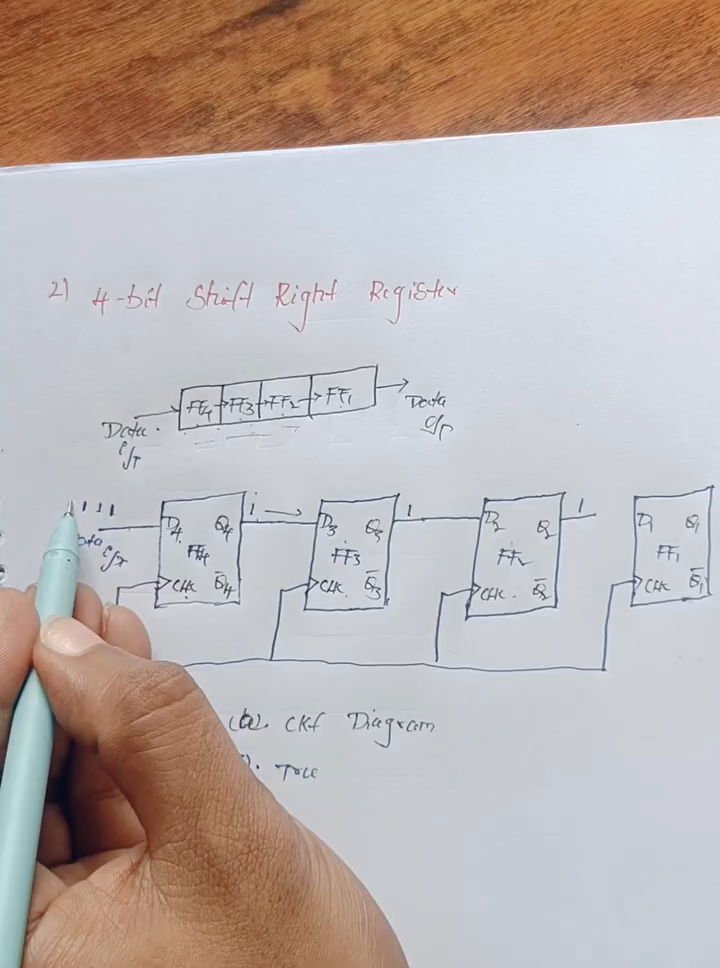 2) 4-bit Shift Right Register
FF4 FF3 FF2 FF1
Data i/p
Data o/p
1 1 1
1 1 1
D4 Q4 D3 Q3 D2 Q2 D1 Q1
FF4 FF3 FF2 FF1
CLK Q̅4 CLK. Q̅3 CLK. Q̅2 CLK Q̅1
CKt Diagram